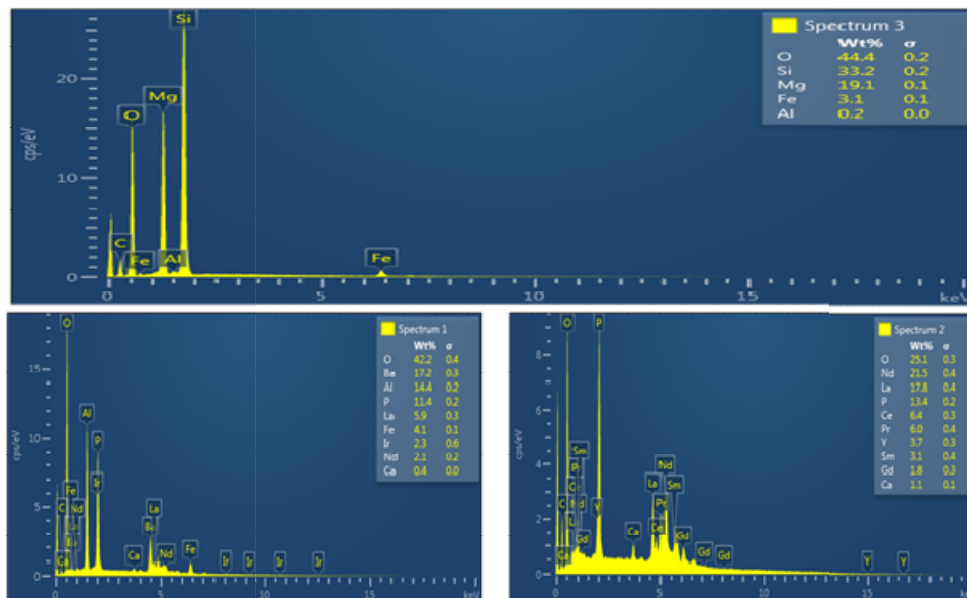 Spectrum 3
Wt% σ
O 44.4 0.2
Si 33.2 0.2
Mg 19.1 0.1
Fe 3.1 0.1
Al 0.2 0.0
Si
Mg
O
C
Fe
Al
Fe
cps/eV
20
10
0
0 5 10 15 keV
Spectrum 1
Wt% σ
O 42.2 0.4
Ba 17.2 0.3
Al 14.4 0.2
P 11.4 0.2
La 5.9 0.3
Fe 4.1 0.1
Ir 2.3 0.6
Nd 2.1 0.2
Ca 0.4 0.0
O
Al
P
Ir
Fe
C
Nd
La
Ca
La
Ba
Ca
Nd
Fe
Ir
Ir
Ir
Ir
cps/eV
15
10
5
0
0 5 10 15 keV
Spectrum 2
Wt% σ
O 25.1 0.3
Nd 21.5 0.4
La 17.8 0.4
P 13.4 0.2
Ce 6.4 0.3
Pr 6.0 0.4
Y 3.7 0.3
Sm 3.1 0.4
Gd 1.8 0.3
Ca 1.1 0.1
O
P
Sm
C
Y
Gd
Ca
Ca
La
Nd
Pr
Ce
Sm
Gd
Gd
Gd
Y
Y
cps/eV
8
6
4
2
0
0 5 10 15 keV